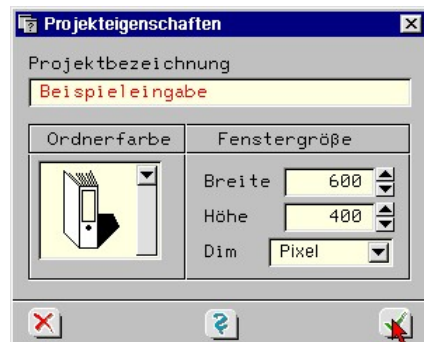 Projekteigenschaften
Projektbezeichnung
Beispieleingabe
Ordnerfarbe
Fenstergröße
Breite 600
Höhe 400
Dim Pixel